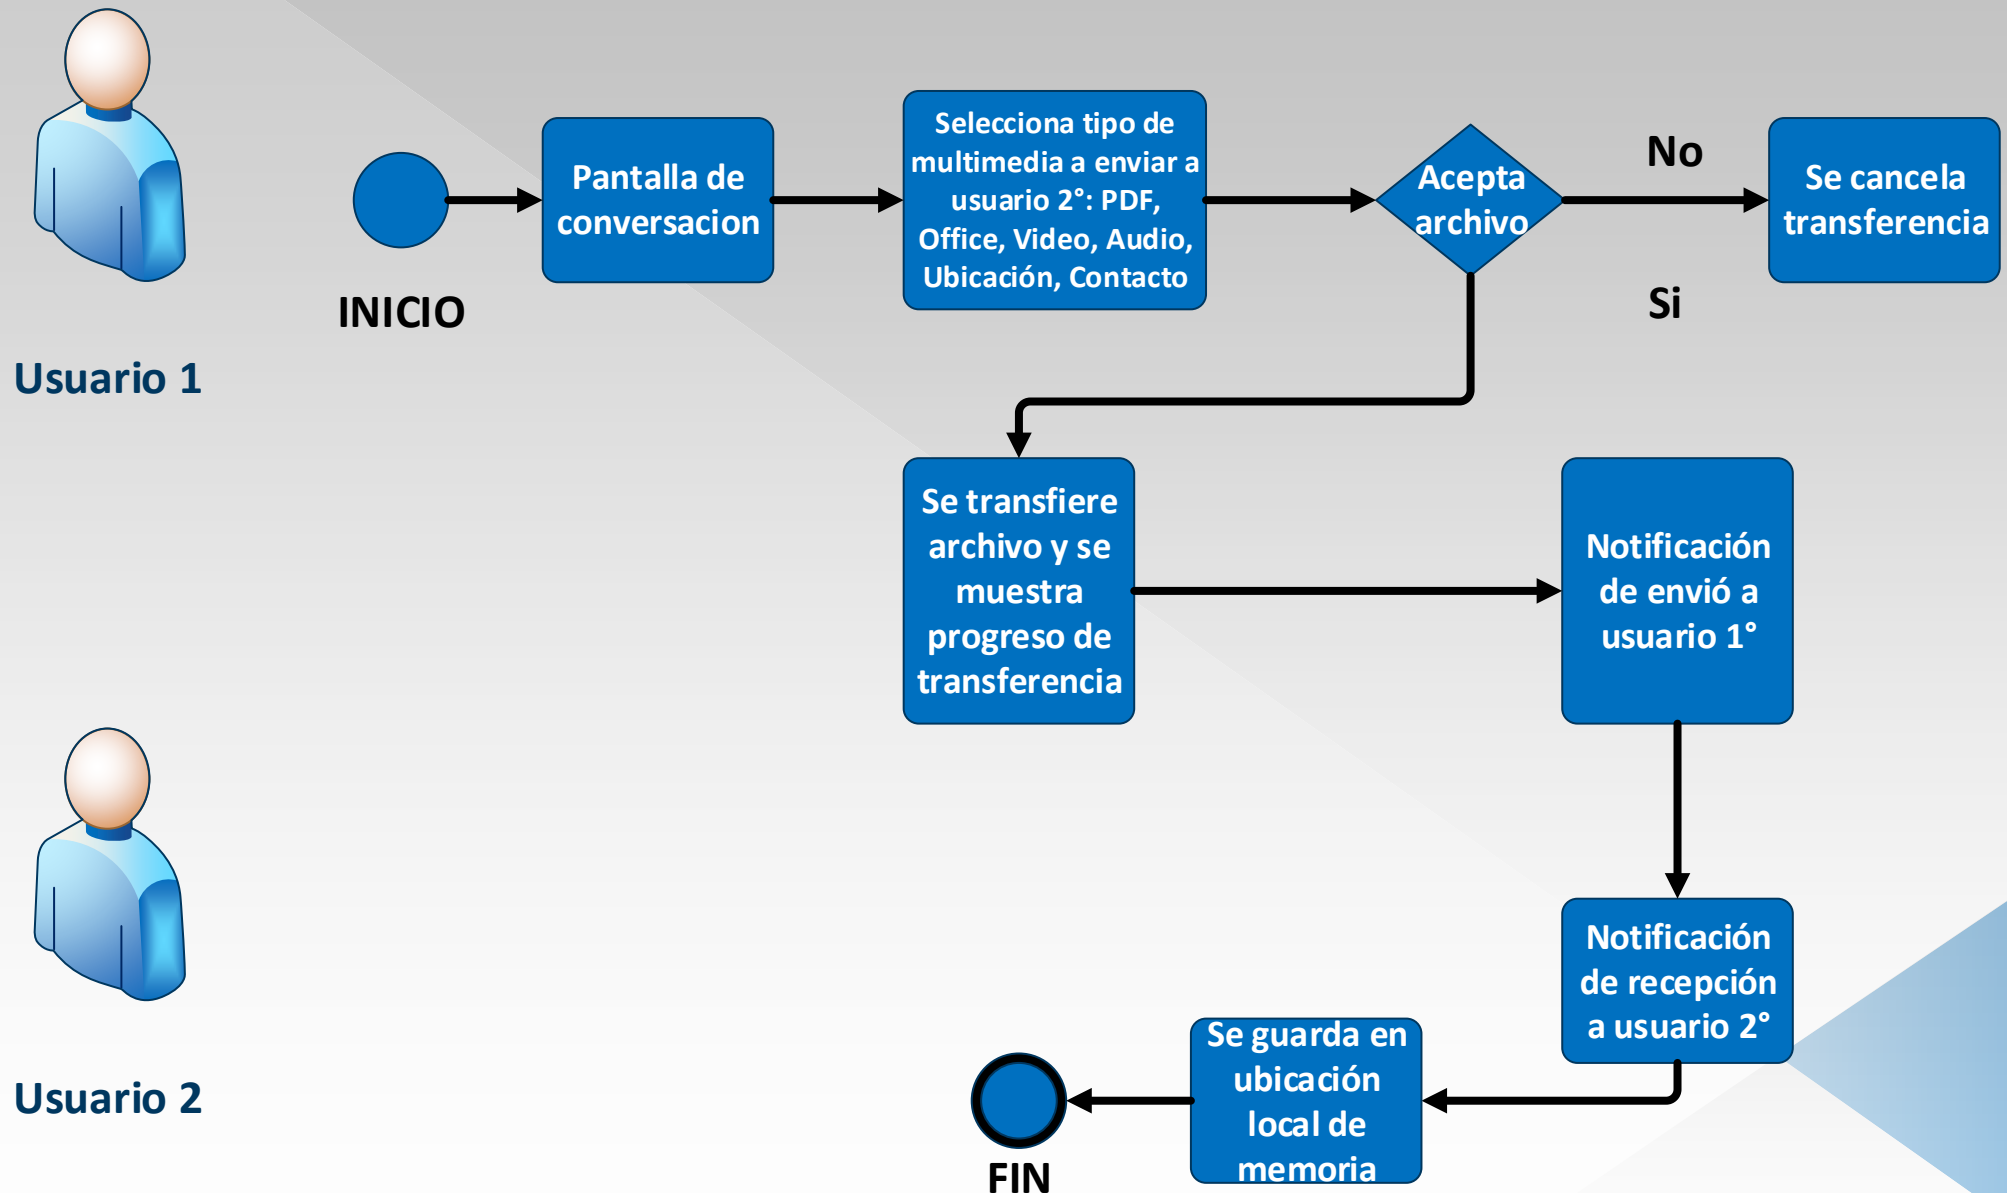 Usuario 1
INICIO
Pantalla de
conversacion
Selecciona tipo de
multimedia a enviar a
usuario 2°: PDF,
Office, Video, Audio,
Ubicación, Contacto
Acepta
archivo
No
Si
Se cancela
transferencia
Se transfiere
archivo y se
muestra
progreso de
transferencia
Notificación
de envió a
usuario 1°
Usuario 2
Notificación
de recepción
a usuario 2°
Se guarda en
ubicación
local de
memoria
FIN